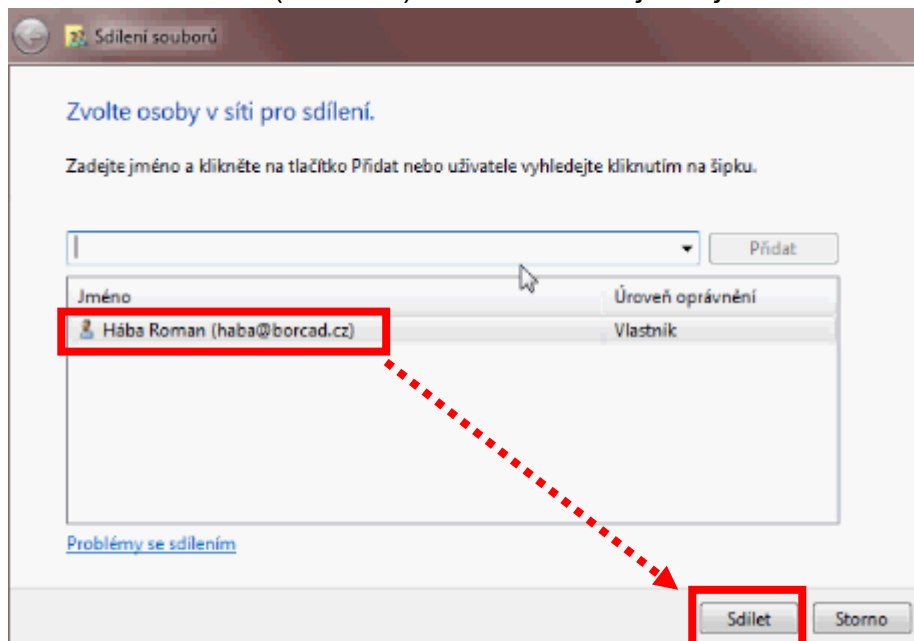 Sdílení souborů
Zvolte osoby v síti pro sdílení.
Zadejte jméno a klikněte na tlačítko Přidat nebo uživatele vyhledejte kliknutím na šipku.
Přidat
Jméno Úroveň oprávnění
Hába Roman (haba@borcad.cz) Vlastník
Problémy se sdílením
Sdílet Storno